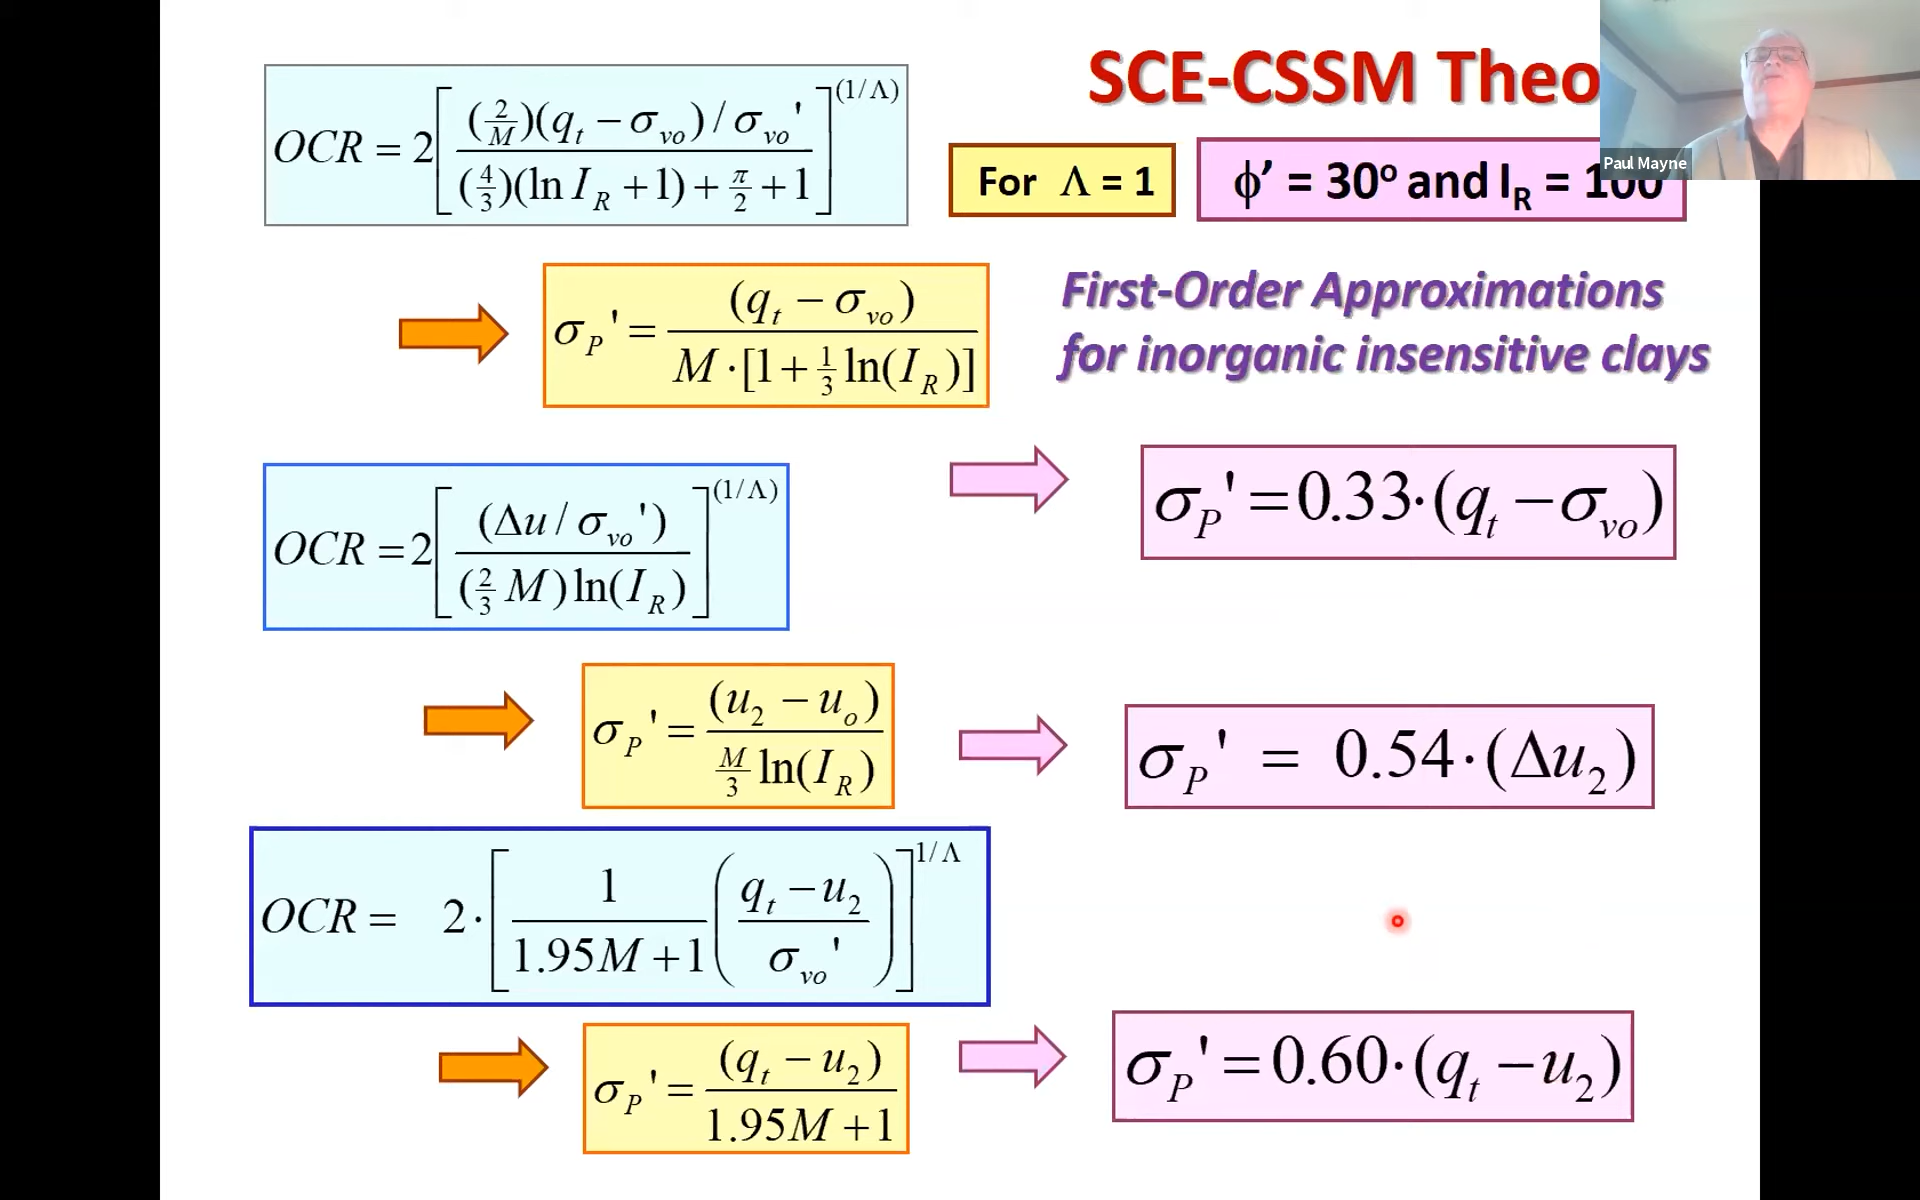 SCE-CSSM Theo
Paul Mayne
OCR = 2[(2/M)(q_t − σ_vo) / σ_vo' / (4/3)(ln I_R + 1) + π/2 + 1]^(1/Λ)
For Λ = 1
ϕ’ = 30º and I_R = 100
σ_P' = (q_t − σ_vo) / M·[1 + 1/3 ln(I_R)]
First-Order Approximations
for inorganic insensitive clays
σ_P' = 0.33·(q_t − σ_vo)
OCR = 2[(Δu / σ_vo') / (2/3 M) ln(I_R)]^(1/Λ)
σ_P' = (u_2 − u_o) / M/3 ln(I_R)
σ_P' = 0.54·(Δu_2)
OCR = 2·[1 / 1.95M + 1 (q_t − u_2 / σ_vo')]^1/Λ
σ_P' = (q_t − u_2) / 1.95M + 1
σ_P' = 0.60·(q_t − u_2)